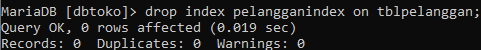 MariaDB [dbtoko]> drop index pelangganindex on tblpelanggan;
Query OK, 0 rows affected (0.019 sec)
Records: 0  Duplicates: 0  Warnings: 0